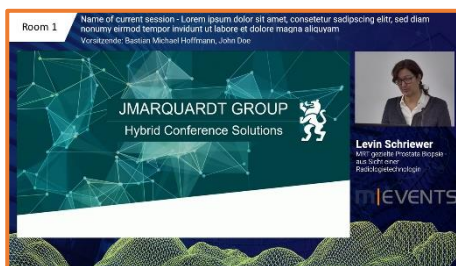 Room 1
Name of current session - Lorem ipsum dolor sit amet, consetetur sadipscing elitr, sed diam
nonumy eirmod tempor invidunt ut labore et dolore magna aliquyam
Vorsitzende: Bastian Michael Hoffmann, John Doe
JMARQUARDT GROUP
Hybrid Conference Solutions
Levin Schriewer
MRT gezielte Prostata Biopsie -
aus Sicht einer
Radiologietechnologin
m|EVENTS